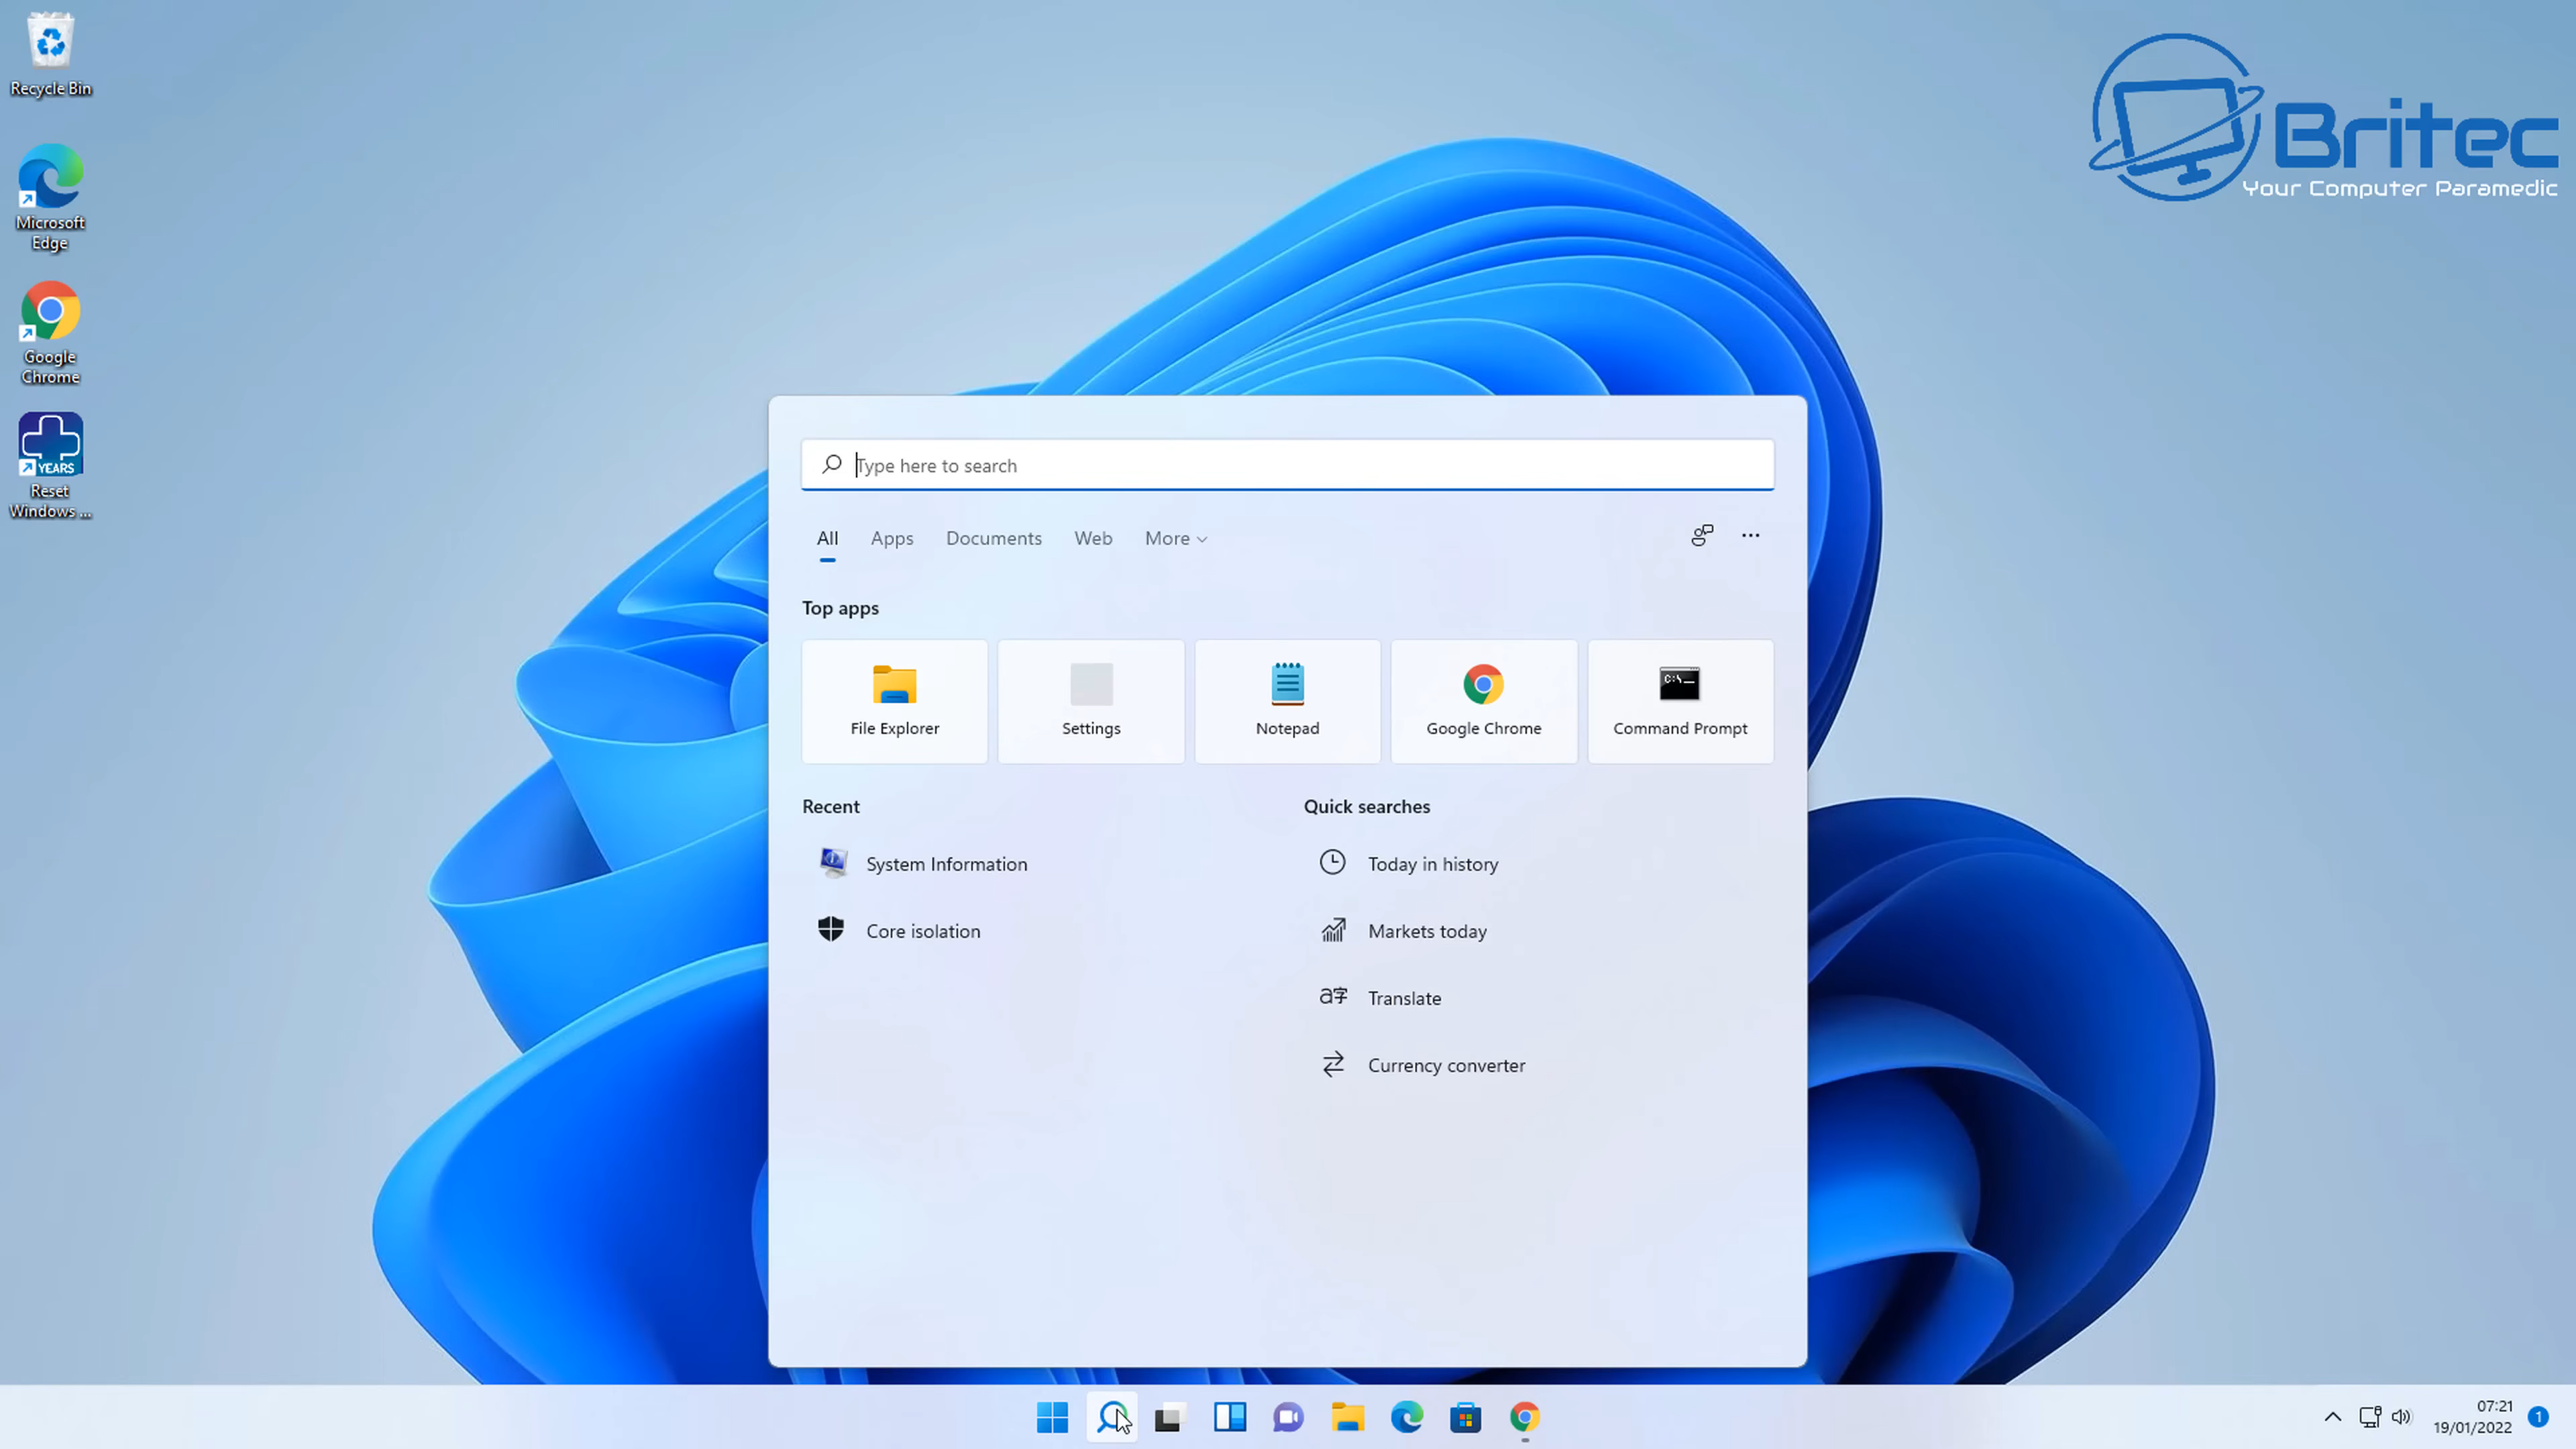 Recycle Bin
Microsoft
Edge
Google
Chrome
YEARS
Reset
Windows ...
Britec
Your Computer Paramedic
Type here to search
All Apps Documents Web More
Top apps
File Explorer Settings Notepad Google Chrome Command Prompt
C:\_
Recent
System Information
Core isolation
Quick searches
Today in history
Markets today
a字 Translate
Currency converter
07:21
19/01/2022
1